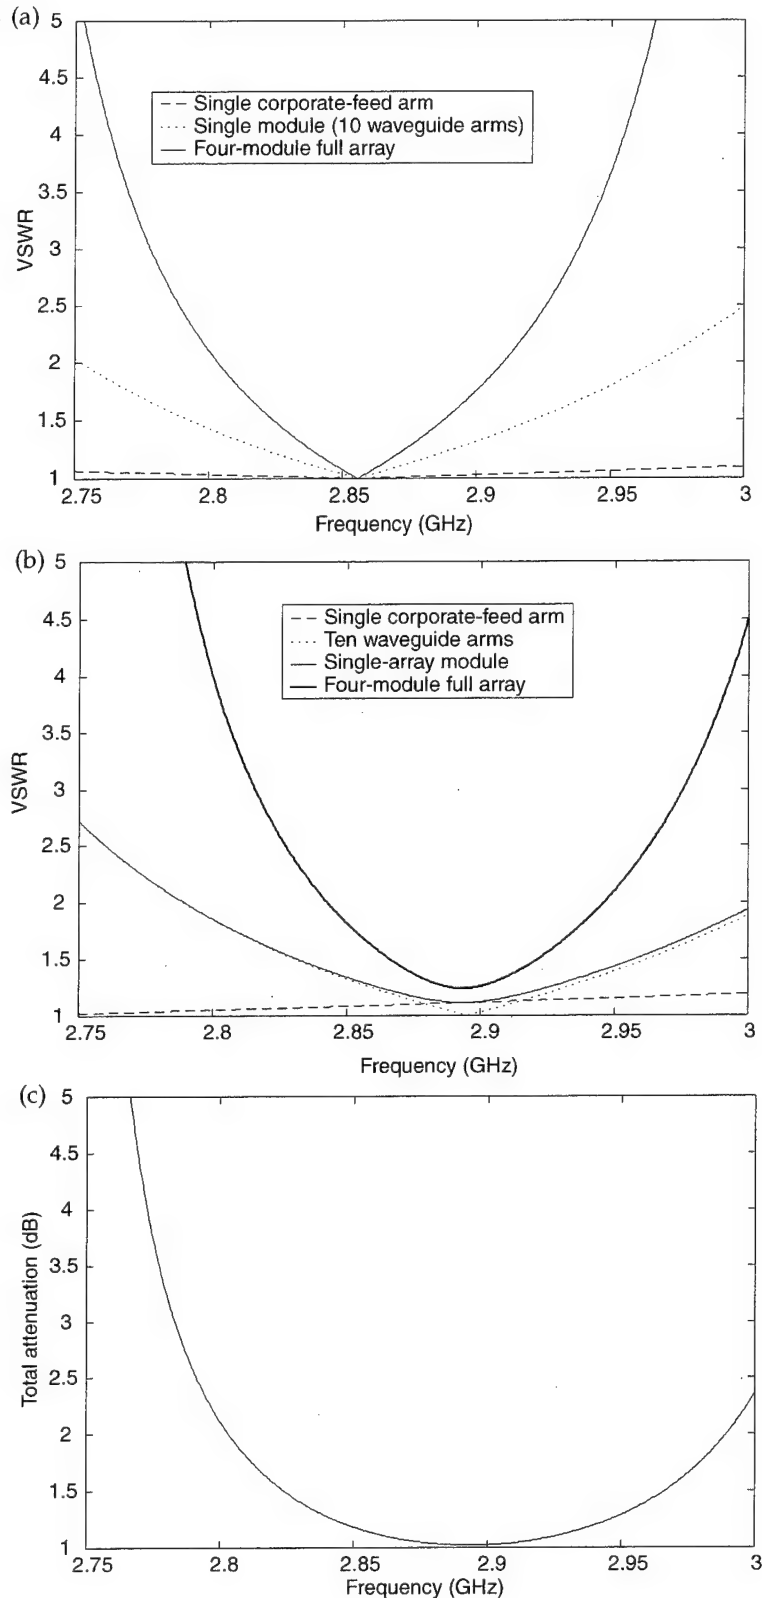 (a)
5
4.5
4
3.5
3
2.5
2
1.5
1
VSWR
Single corporate-feed arm
Single module (10 waveguide arms)
Four-module full array
2.75 2.8 2.85 2.9 2.95 3
Frequency (GHz)
(b)
5
4.5
4
3.5
3
2.5
2
1.5
1
VSWR
Single corporate-feed arm
Ten waveguide arms
Single-array module
Four-module full array
2.75 2.8 2.85 2.9 2.95 3
Frequency (GHz)
(c)
5
4.5
4
3.5
3
2.5
2
1.5
1
Total attenuation (dB)
2.75 2.8 2.85 2.9 2.95 3
Frequency (GHz)